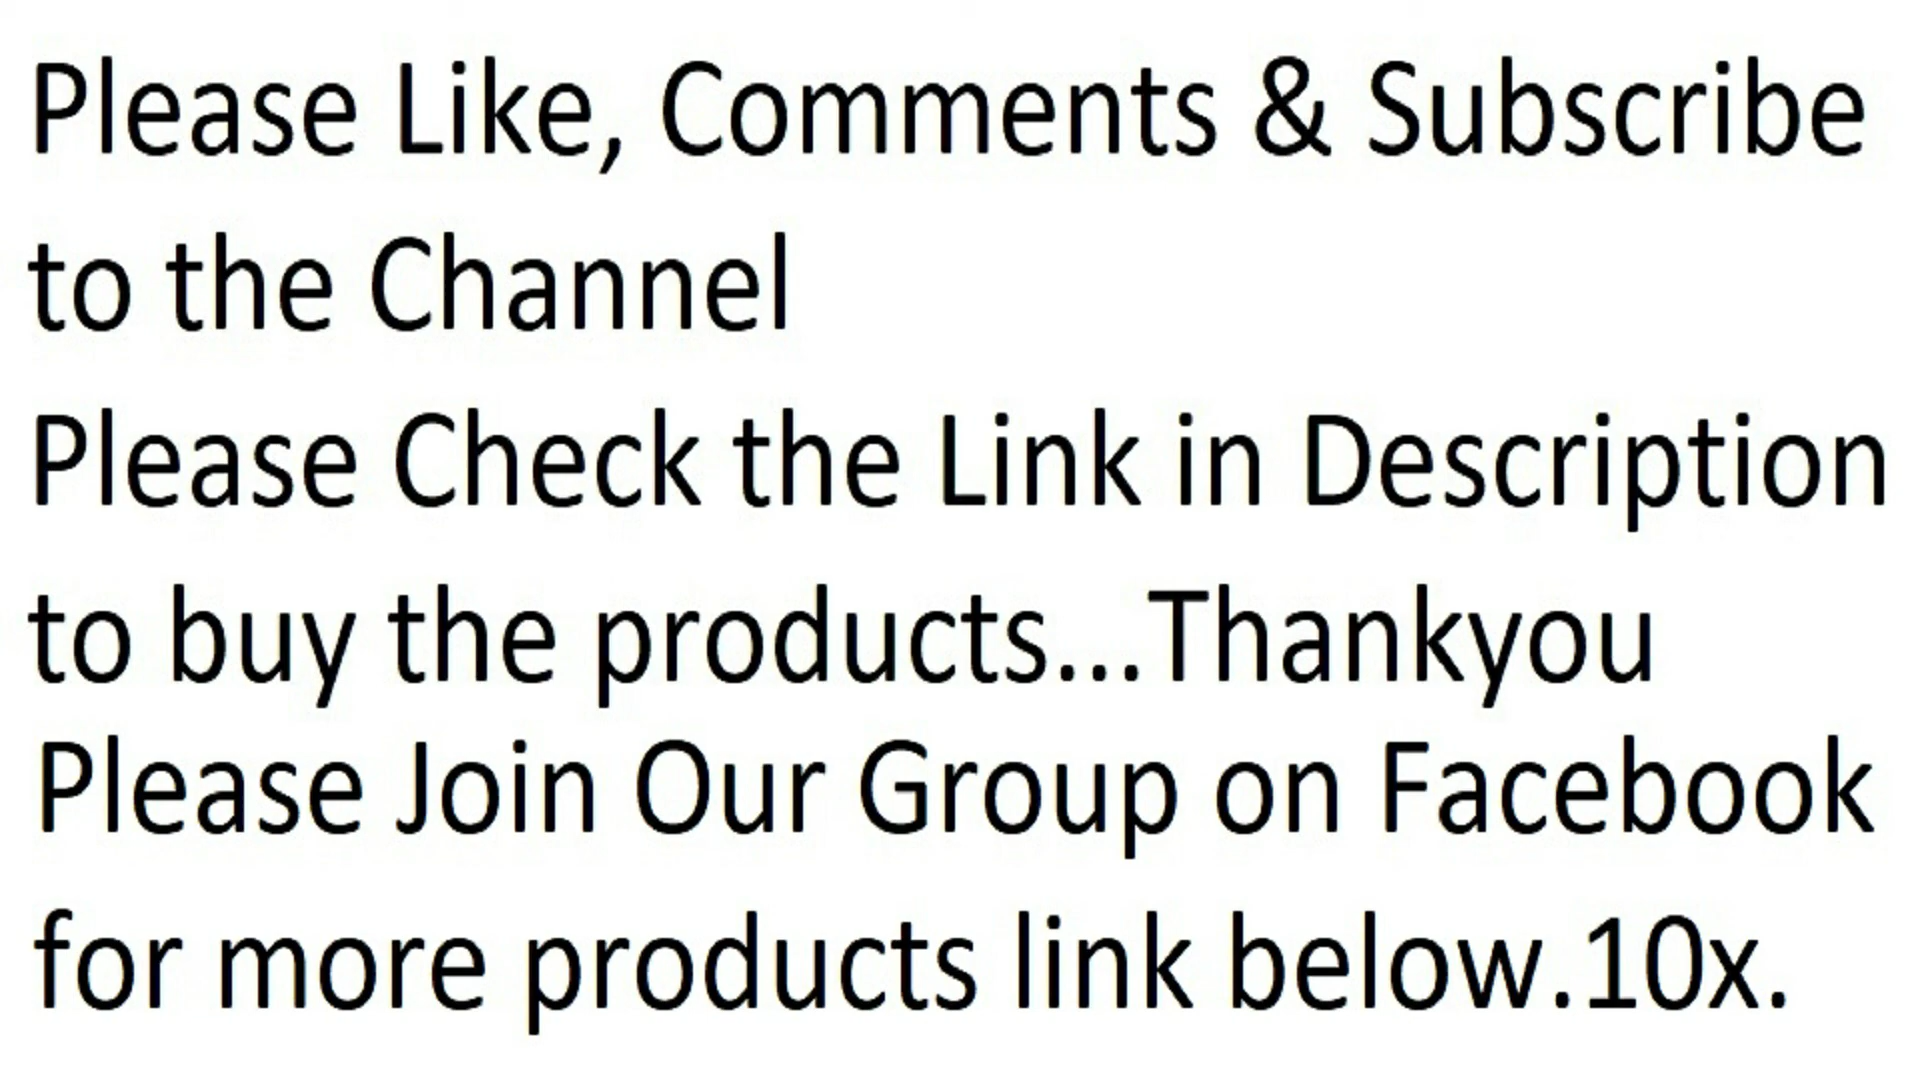 Please Like, Comments & Subscribe
to the Channel
Please Check the Link in Description
to buy the products...Thankyou
Please Join Our Group on Facebook
for more products link below.10x.